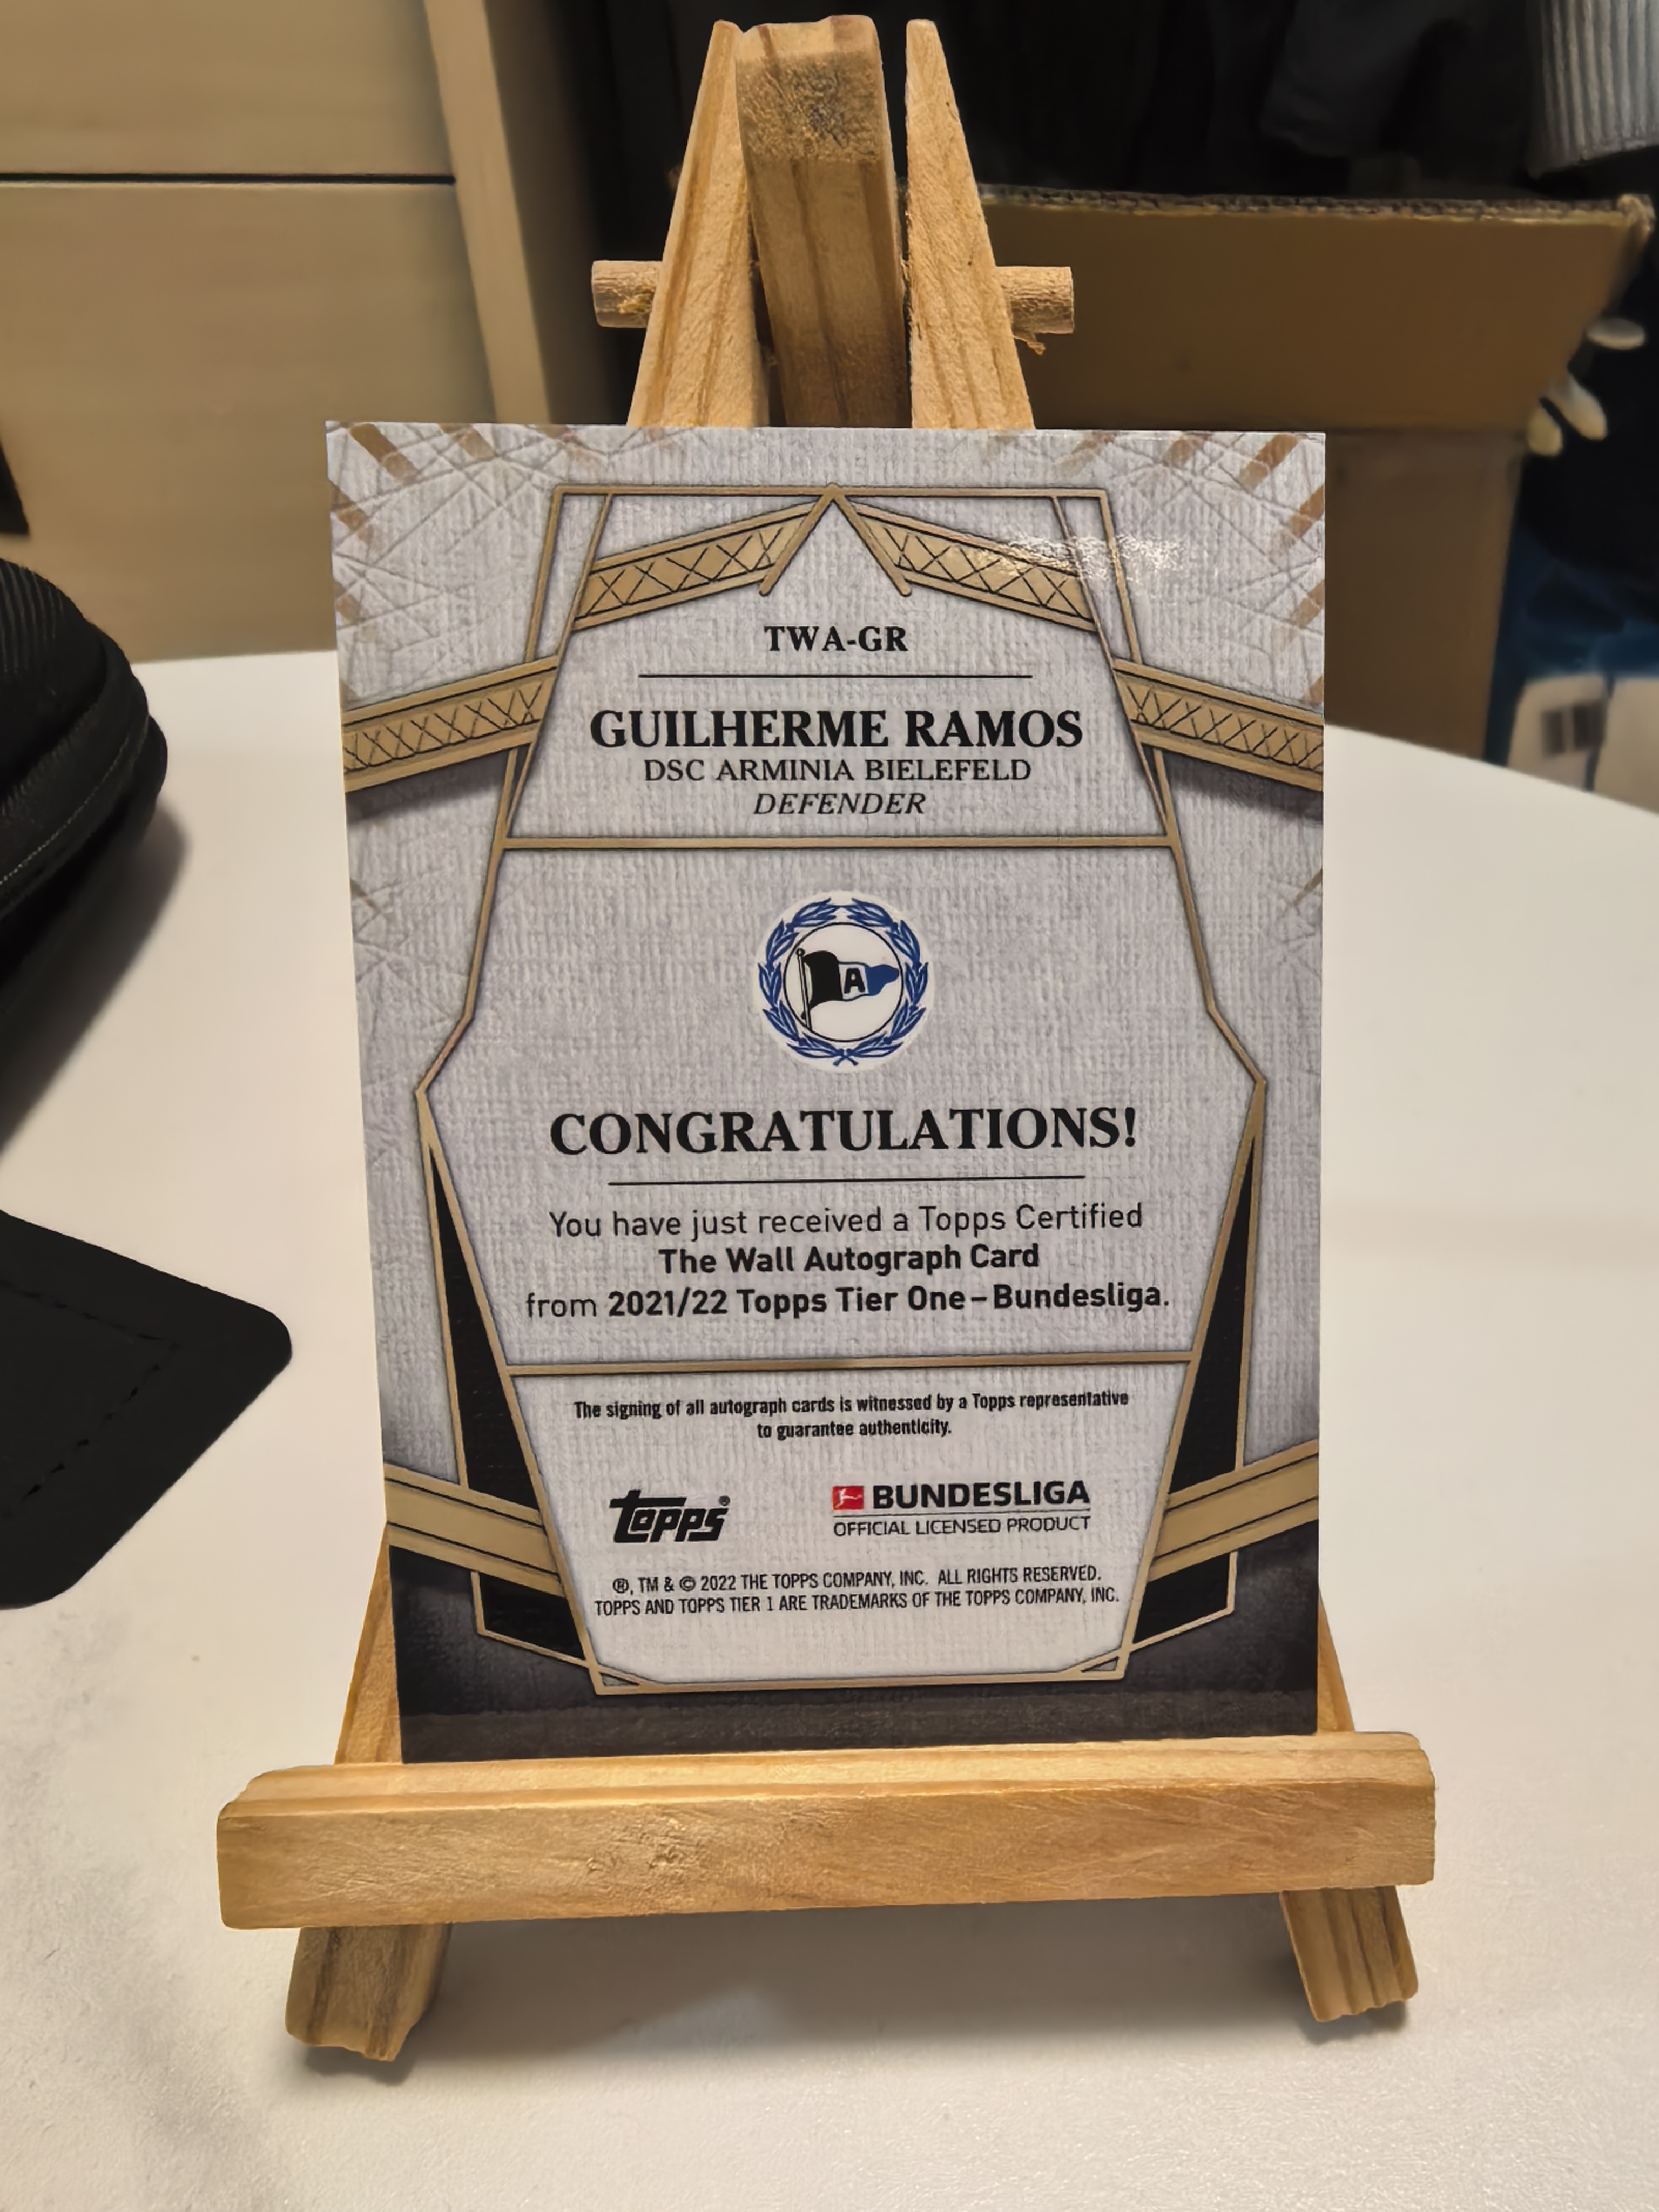 TWA-GR
GUILHERME RAMOS
DSC ARMINIA BIELEFELD
DEFENDER
A
CONGRATULATIONS!
You have just received a Topps Certified
The Wall Autograph Card
from 2021/22 Topps Tier One–Bundesliga.
The signing of all autograph cards is witnessed by a Topps representative
to guarantee authenticity.
topps®
BUNDESLIGA
OFFICIAL LICENSED PRODUCT
®, TM & © 2022 THE TOPPS COMPANY, INC. ALL RIGHTS RESERVED.
TOPPS AND TOPPS TIER 1 ARE TRADEMARKS OF THE TOPPS COMPANY, INC.